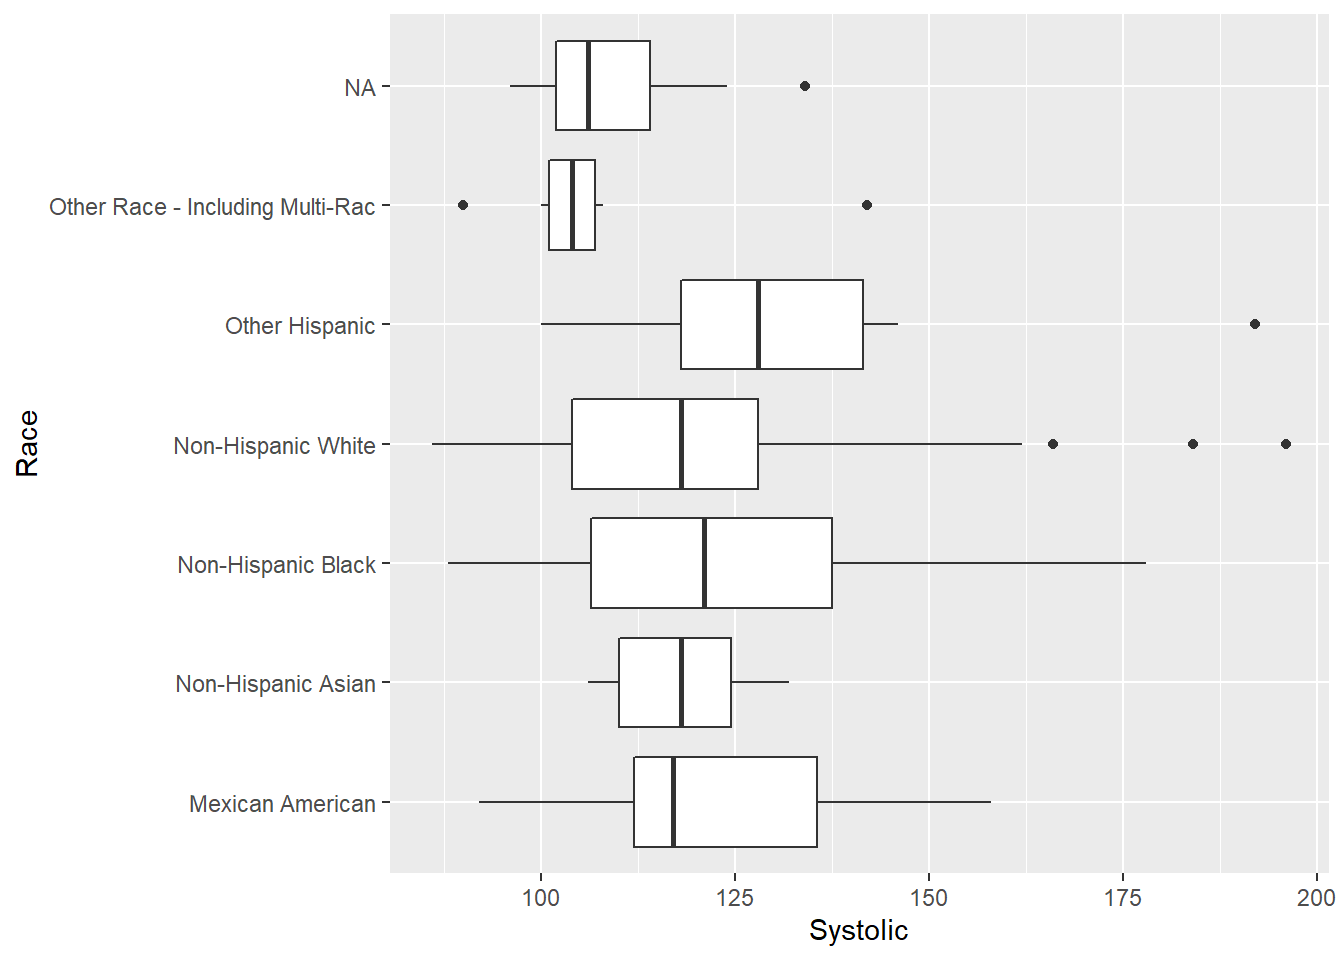 NA
Other Race - Including Multi-Rac
Other Hispanic
Non-Hispanic White
Non-Hispanic Black
Non-Hispanic Asian
Mexican American
Race
100 125 150 175 200
Systolic